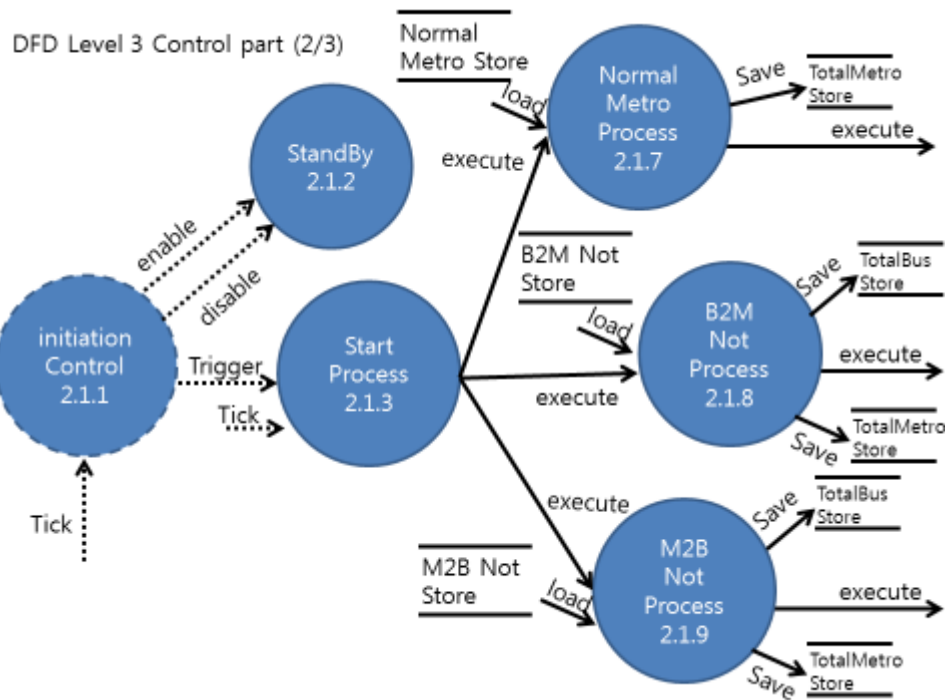 DFD Level 3 Control part (2/3)
Normal
Metro Store
load
Normal
Metro
Process
2.1.7
Save
TotalMetro
Store
execute
execute
StandBy
2.1.2
enable
disable
B2M Not
Store
load
B2M
Not
Process
2.1.8
Save
TotalBus
Store
execute
Save
TotalMetro
Store
initiation
Control
2.1.1
Trigger
Tick
Start
Process
2.1.3
execute
Tick
execute
M2B Not
Store
load
M2B
Not
Process
2.1.9
Save
TotalBus
Store
execute
Save
TotalMetro
Store